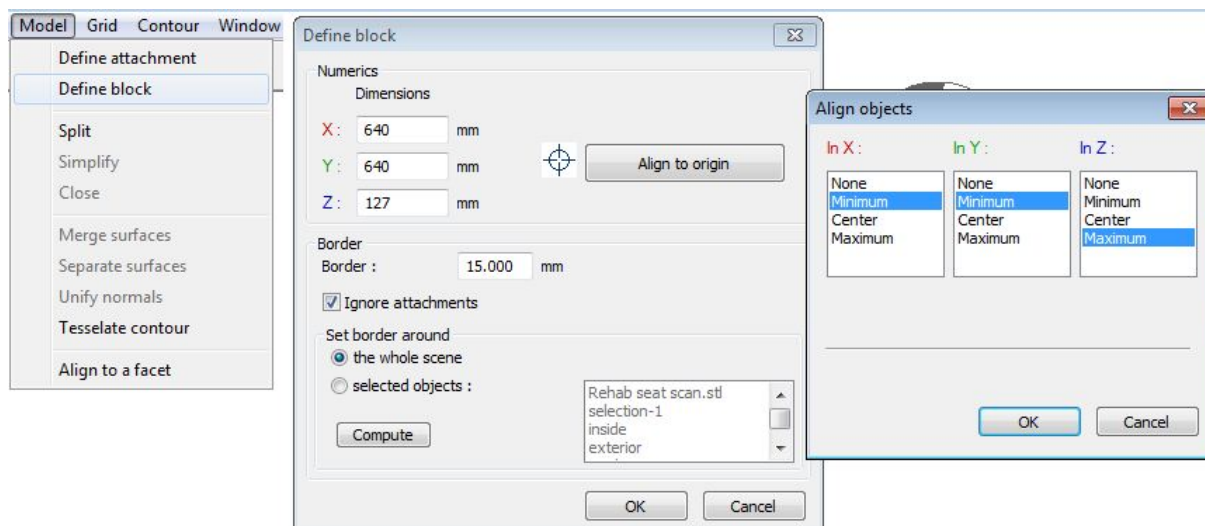 Model Grid Contour Window
Define attachment
Define block
Split
Simplify
Close
Merge surfaces
Separate surfaces
Unify normals
Tesselate contour
Align to a facet
Define block
Numerics
Dimensions
X : 640 mm
Y : 640 mm
Z : 127 mm
Align to origin
Border
Border : 15.000 mm
Ignore attachments
Set border around
the whole scene
selected objects :
Rehab seat scan.stl
selection-1
inside
exterior
Compute
OK Cancel
Align objects
In X : In Y : In Z :
None None None
Minimum Minimum Minimum
Center Center Center
Maximum Maximum Maximum
OK Cancel